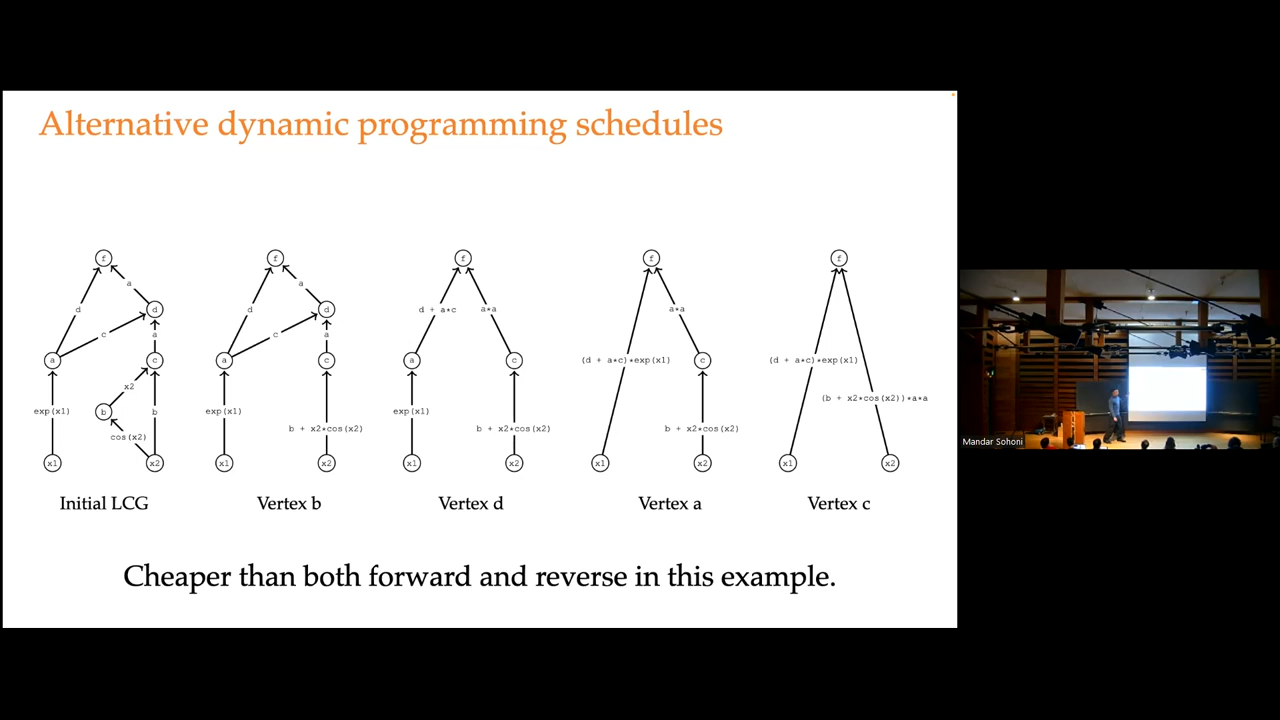 Alternative dynamic programming schedules
f
a
d
d
c
a
a
c
x2
exp(x1)
b
b
cos(x2)
x1
x2
Initial LCG
f
a
d
d
c
a
a
c
exp(x1)
b + x2*cos(x2)
x1
x2
Vertex b
f
d + a*c
a*a
a
c
exp(x1)
b + x2*cos(x2)
x1
x2
Vertex d
f
a*a
(d + a*c)*exp(x1)
c
b + x2*cos(x2)
x1
x2
Vertex a
f
(d + a*c)*exp(x1)
(b + x2*cos(x2))*a*a
x1
x2
Vertex c
Cheaper than both forward and reverse in this example.
Mandar Sohoni